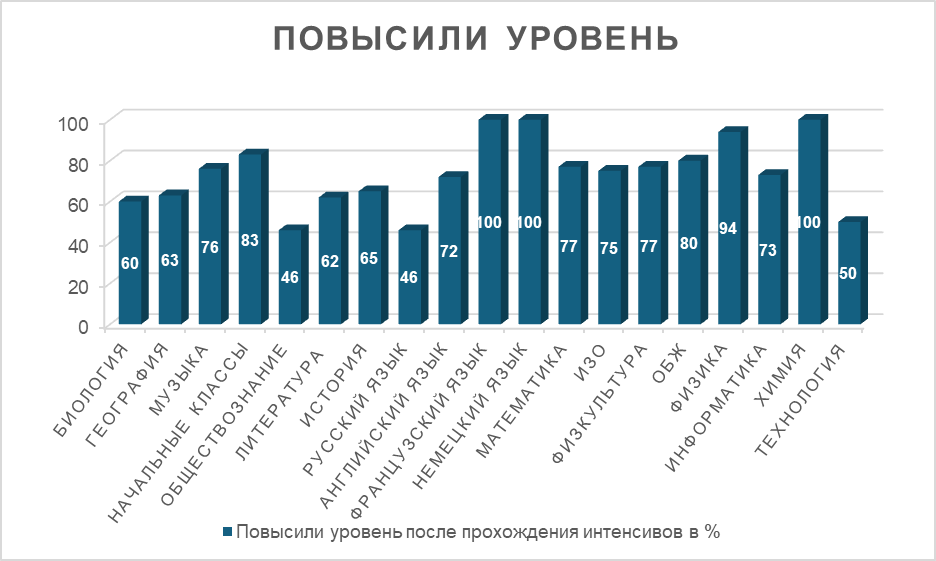 ПОВЫСИЛИ УРОВЕНЬ
100
80
60
40
20
0
60
63
76
83
46
62
65
46
72
100
100
77
75
77
80
94
73
100
50
БИОЛОГИЯ
ГЕОГРАФИЯ
МУЗЫКА
НАЧАЛЬНЫЕ КЛАССЫ
ОБЩЕСТВОЗНАНИЕ
ЛИТЕРАТУРА
ИСТОРИЯ
РУССКИЙ ЯЗЫК
АНГЛИЙСКИЙ ЯЗЫК
ФРАНЦУЗСКИЙ ЯЗЫК
НЕМЕЦКИЙ ЯЗЫК
МАТЕМАТИКА
ИЗО
ФИЗКУЛЬТУРА
ОБЖ
ФИЗИКА
ИНФОРМАТИКА
ХИМИЯ
ТЕХНОЛОГИЯ
Повысили уровень после прохождения интенсивов в %